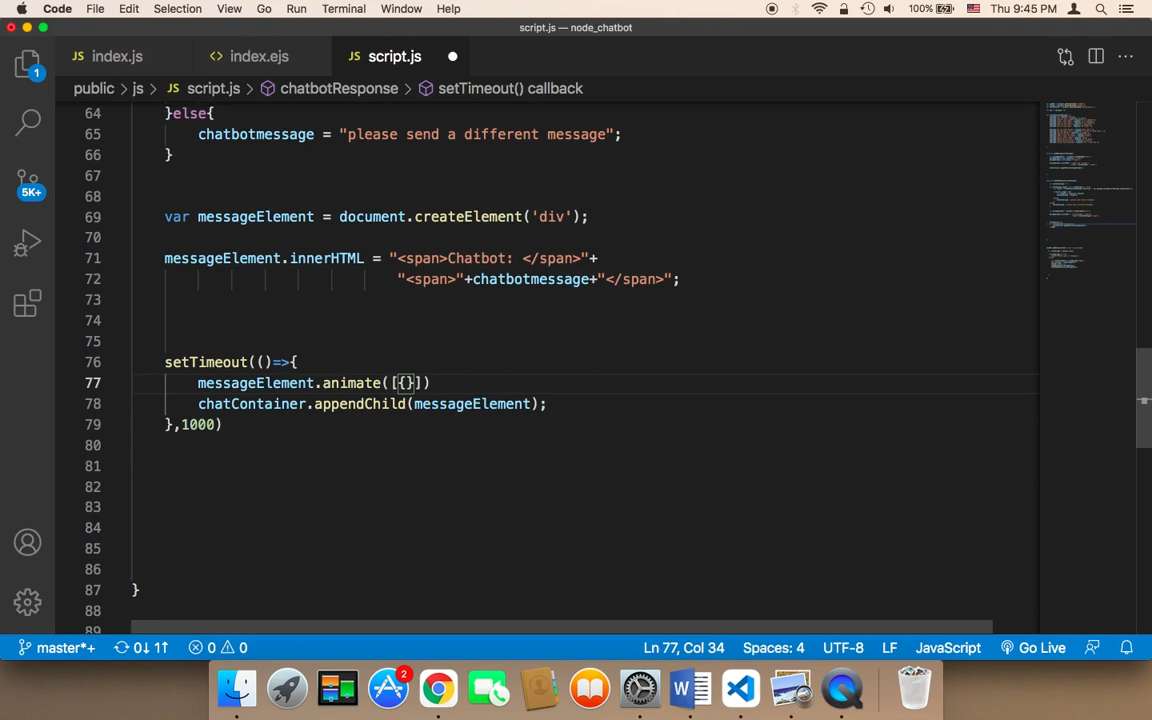 Code File Edit Selection View Go Run Terminal Window Help 100% Thu 9:45 PM
script.js — node_chatbot
JS index.js <> index.ejs JS script.js
public > js > JS script.js > chatbotResponse > setTimeout() callback
64 }else{
65 chatbotmessage = "please send a different message";
66 }
67
68
69 var messageElement = document.createElement('div');
70
71 messageElement.innerHTML = "<span>Chatbot: </span>"+
72 "<span>"+chatbotmessage+"</span>";
73
74
75
76 setTimeout(()=>{
77 messageElement.animate([{}])
78 chatContainer.appendChild(messageElement);
79 },1000)
80
81
82
83
84
85
86
87 }
88
89
1
5K+
master*+ 0↓ 1↑ 0 0 Ln 77, Col 34 Spaces: 4 UTF-8 LF JavaScript Go Live
2